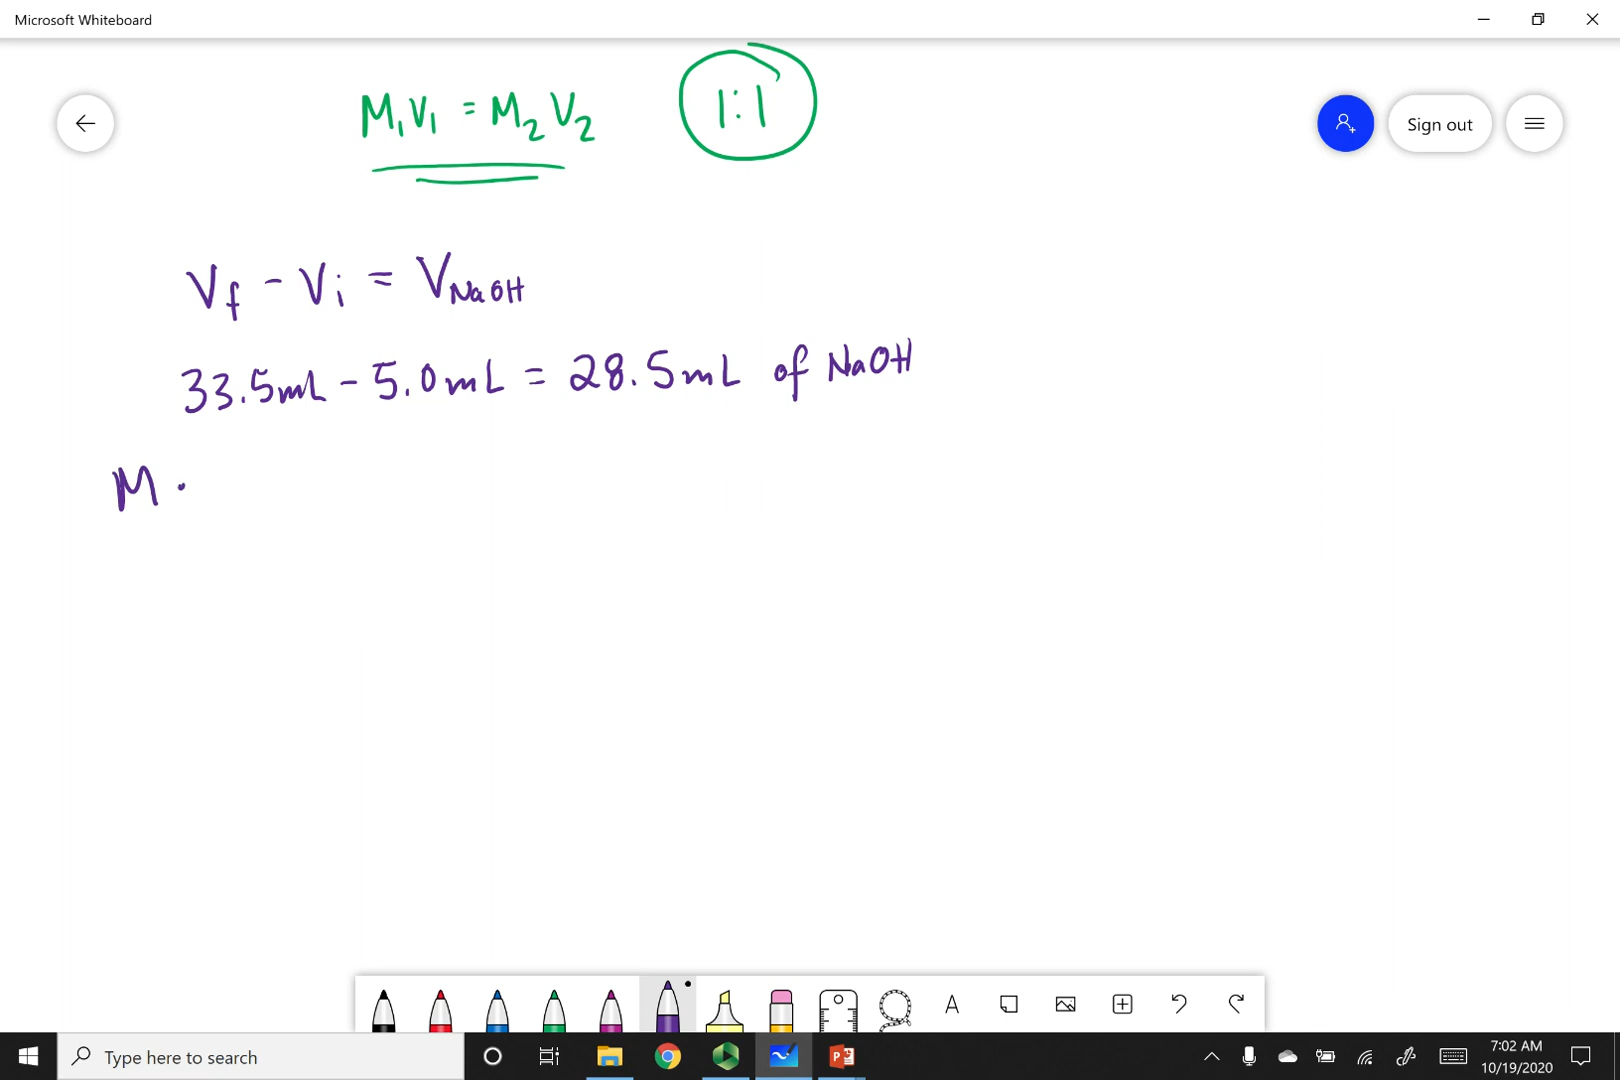 Microsoft Whiteboard
M₁V₁ = M₂V₂ 1:1
Sign out
Vf - Vi = VNaOH
33.5mL - 5.0mL = 28.5mL of NaOH
M .
A
Type here to search
7:02 AM
10/19/2020